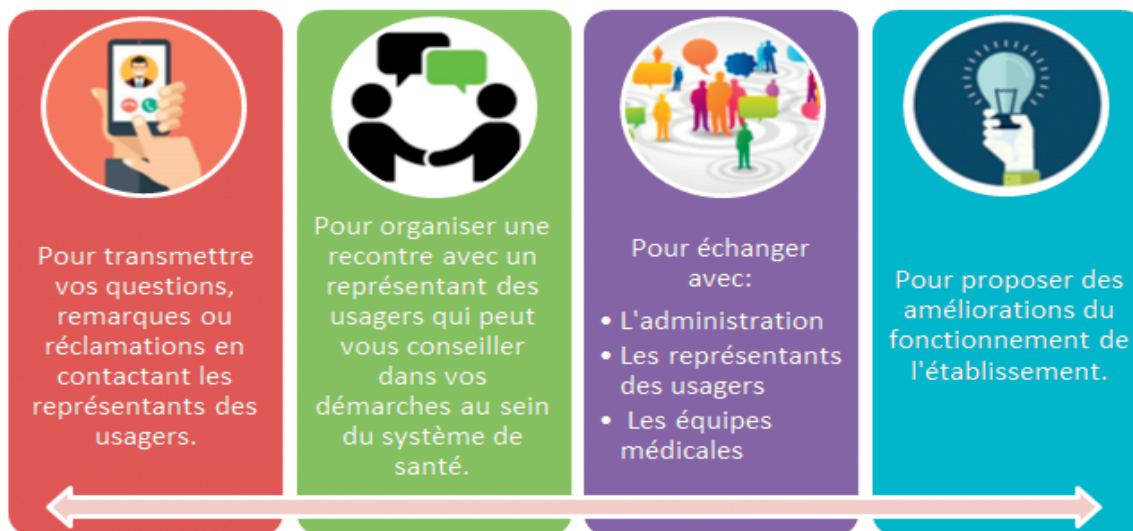 Pour transmettre
vos questions,
remarques ou
réclamations en
contactant les
représentants des
usagers.
Pour organiser une
recontre avec un
représentant des
usagers qui peut
vous conseiller
dans vos
démarches au sein
du système de
santé.
Pour échanger
avec:
• L'administration
• Les représentants
des usagers
• Les équipes
médicales
Pour proposer des
améliorations du
fonctionnement de
l'établissement.